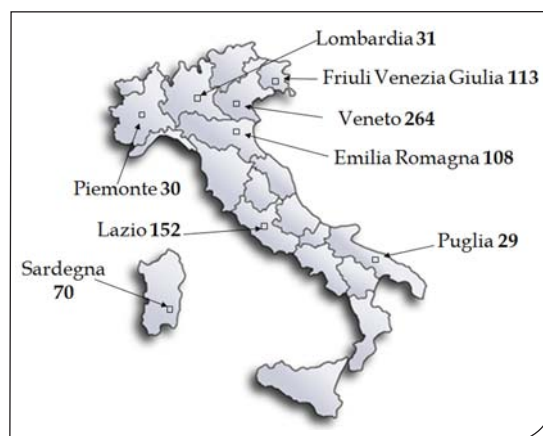 Lombardia 31
Friuli Venezia Giulia 113
Veneto 264
Emilia Romagna 108
Piemonte 30
Lazio 152
Puglia 29
Sardegna
70